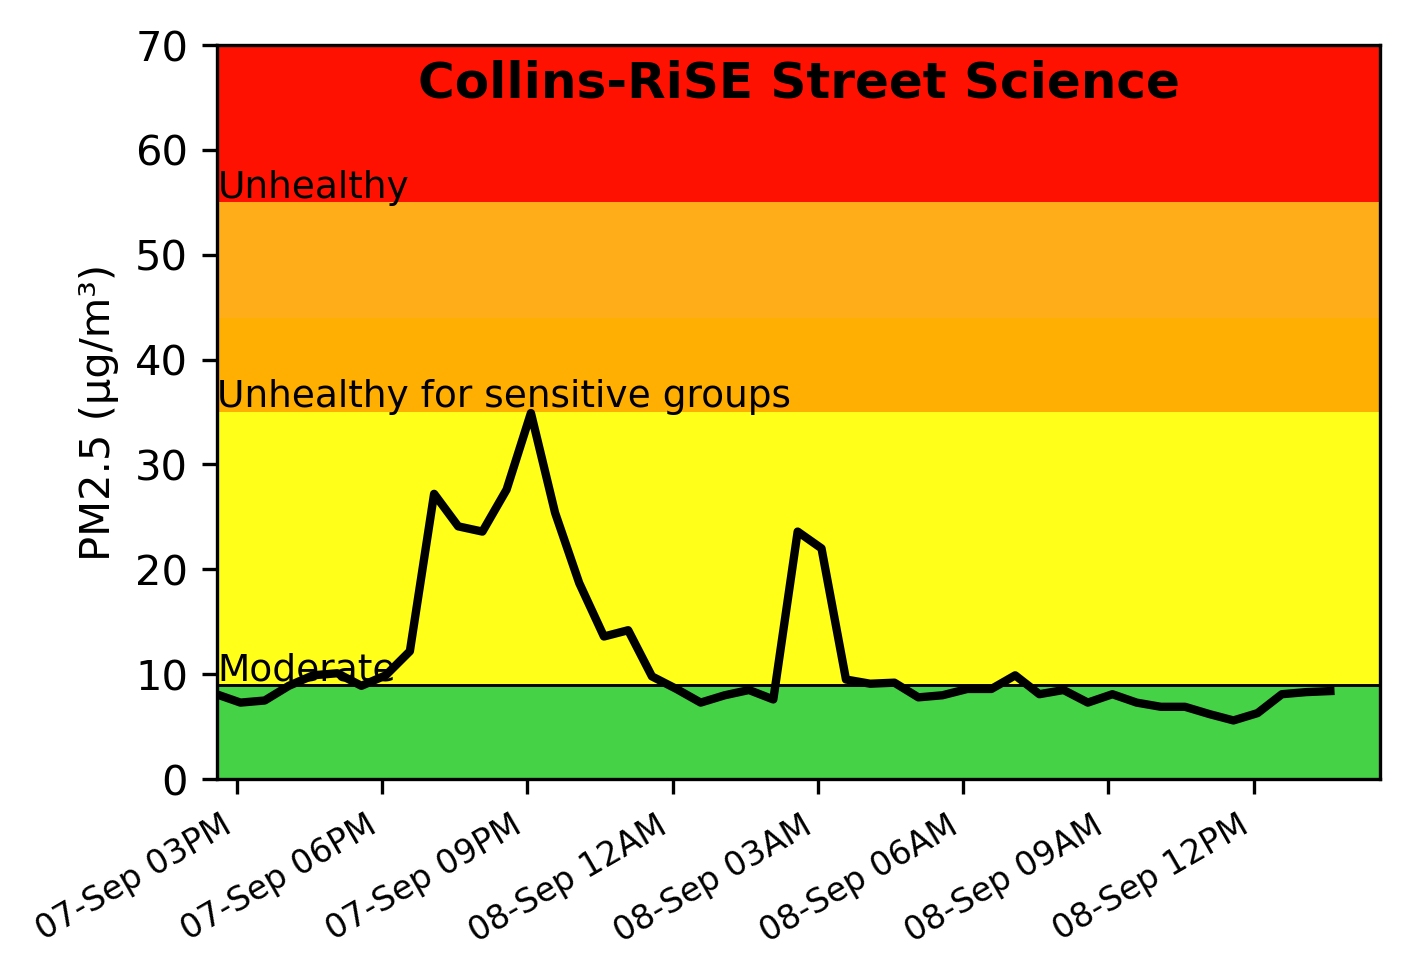 Collins-RiSE Street Science
70
60
Unhealthy
50
40
Unhealthy for sensitive groups
30
20
10
Moderate
0
PM2.5 (µg/m³)
07-Sep 03PM
07-Sep 06PM
07-Sep 09PM
08-Sep 12AM
08-Sep 03AM
08-Sep 06AM
08-Sep 09AM
08-Sep 12PM